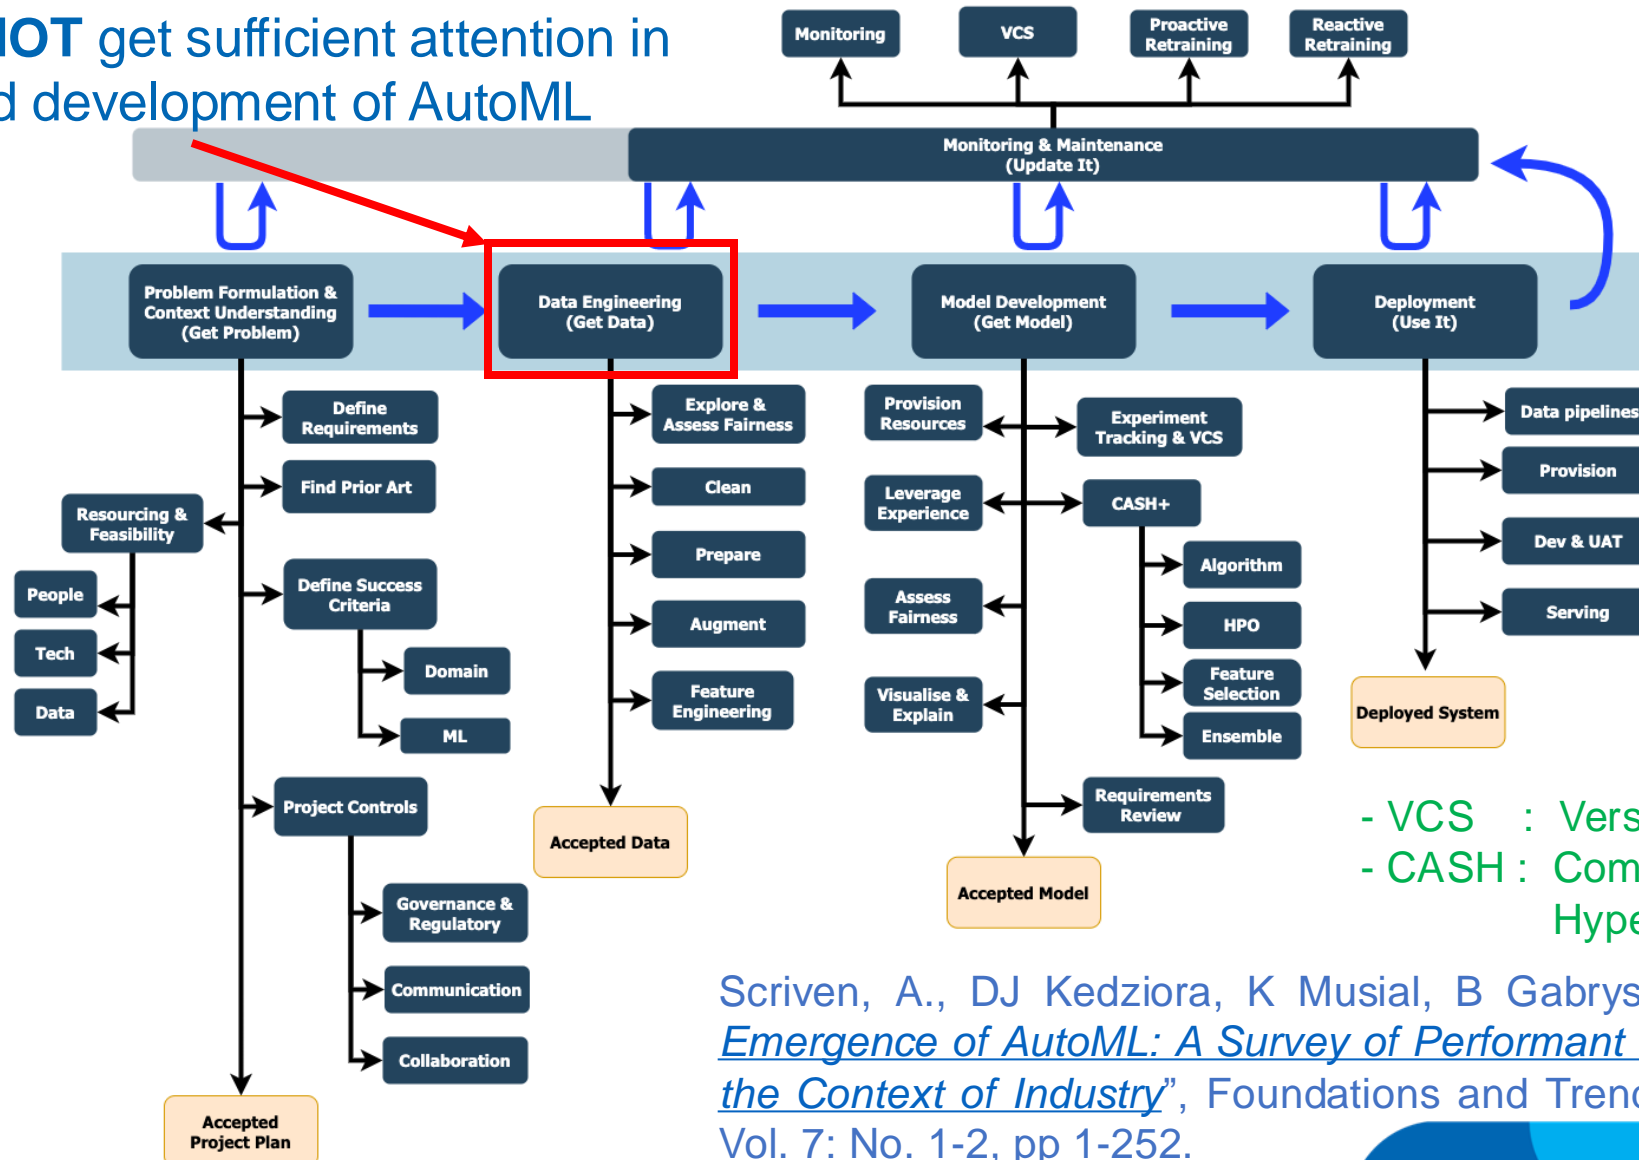 NOT get sufficient attention in
development of AutoML
Monitoring
VCS
Proactive
Retraining
Reactive
Retraining
Monitoring & Maintenance
(Update It)
Problem Formulation &
Context Understanding
(Get Problem)
Data Engineering
(Get Data)
Model Development
(Get Model)
Deployment
(Use It)
Define
Requirements
Find Prior Art
Resourcing &
Feasibility
People
Tech
Data
Define Success
Criteria
Domain
ML
Project Controls
Governance &
Regulatory
Communication
Collaboration
Accepted
Project Plan
Explore &
Assess Fairness
Clean
Prepare
Augment
Feature
Engineering
Accepted Data
Provision
Resources
Experiment
Tracking & VCS
Leverage
Experience
CASH+
Algorithm
HPO
Feature
Selection
Ensemble
Assess
Fairness
Visualise &
Explain
Requirements
Review
Accepted Model
Data pipelines
Provision
Dev & UAT
Serving
Deployed System
- VCS :
- CASH :
Scriven, A., DJ Kedziora, K Musial, B Gabrys
Emergence of AutoML: A Survey of Performant
the Context of Industry”, Foundations and
Vol. 7: No. 1-2, pp 1-252.